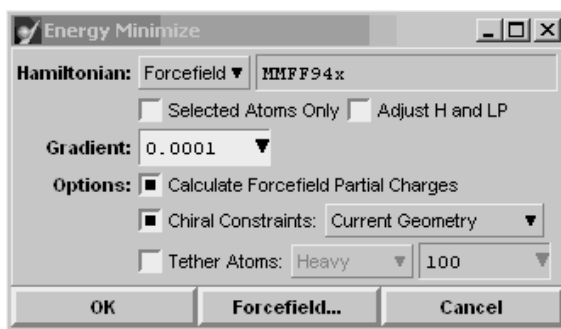 Energy Minimize
Hamiltonian: Forcefield MMFF94x
Selected Atoms Only Adjust H and LP
Gradient: 0.0001
Options: Calculate Forcefield Partial Charges
Chiral Constraints: Current Geometry
Tether Atoms: Heavy 100
OK Forcefield... Cancel